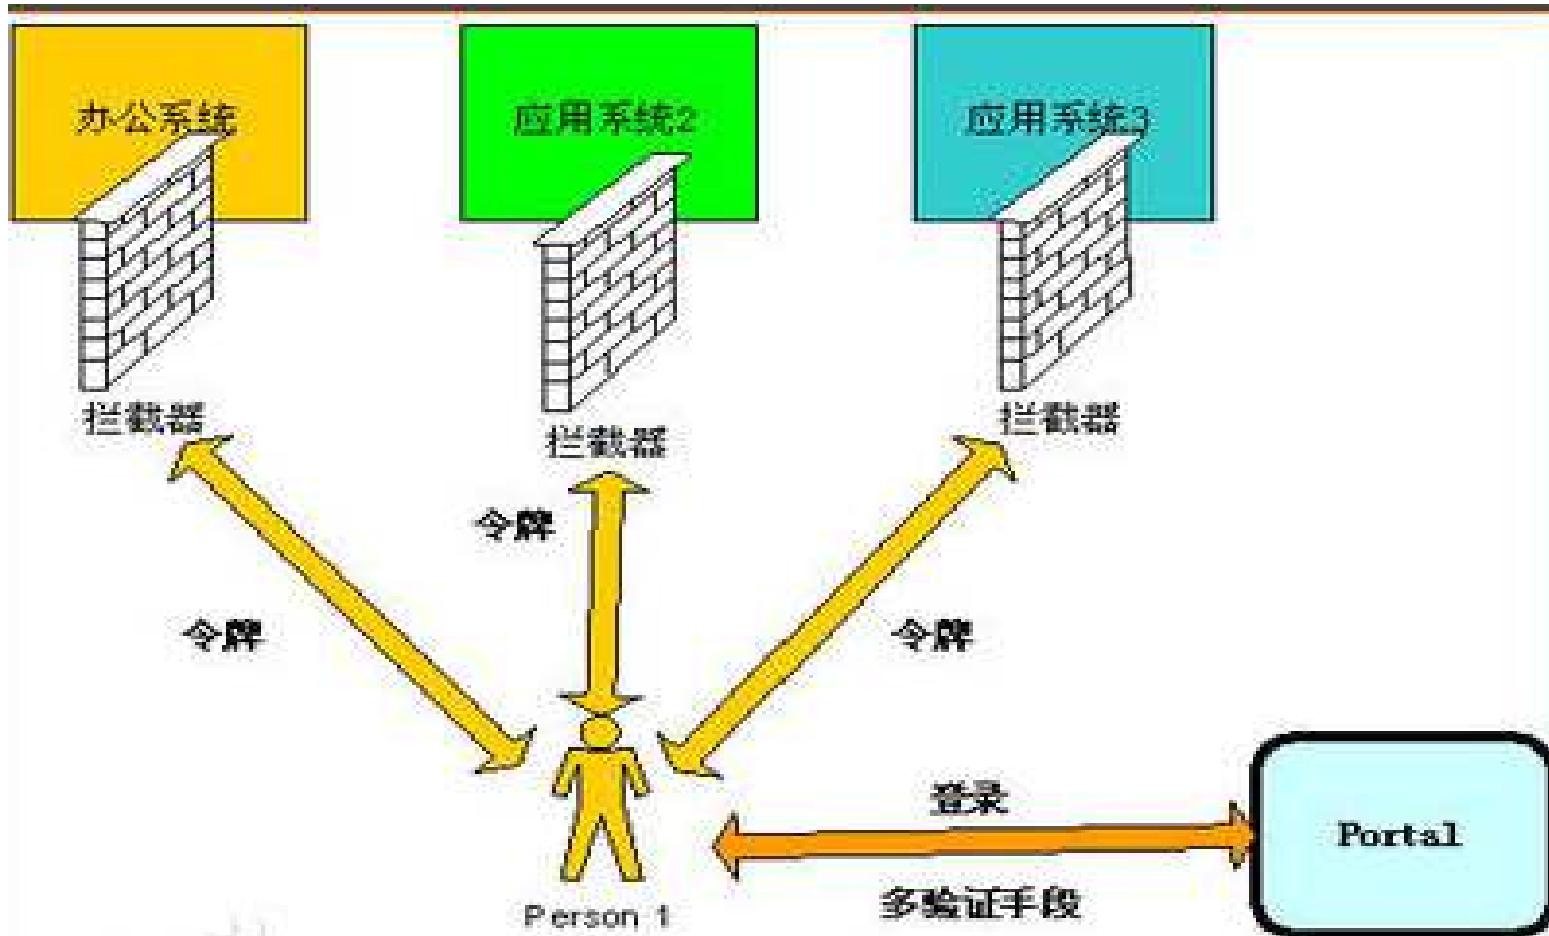 办公系统
应用系统2
应用系统3
拦截器
拦截器
拦截器
令牌
令牌
令牌
登录
Portal
多验证手段
Person 1